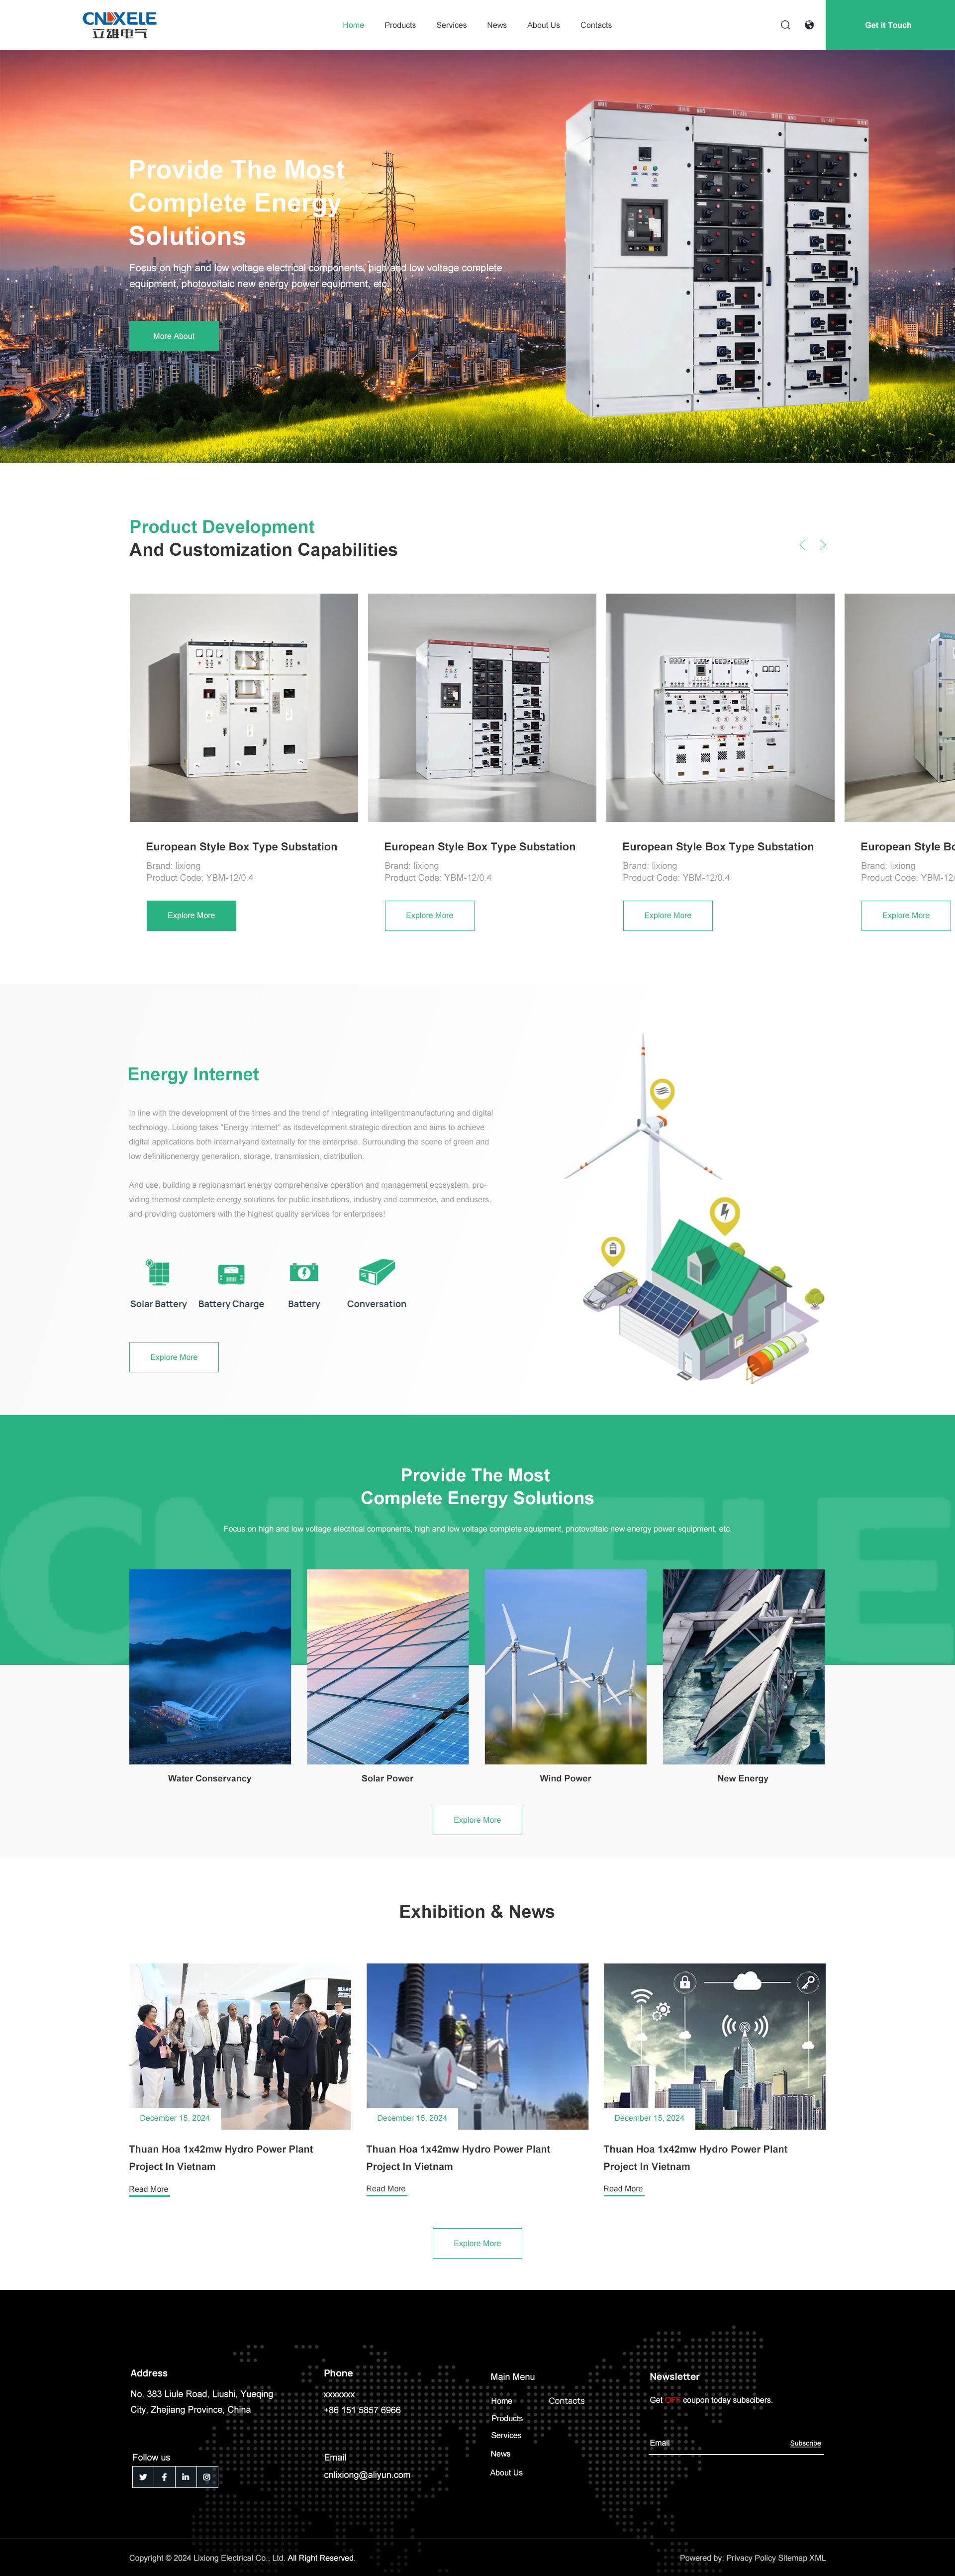 CNLXELE
立雄电气
Home Products Services News About Us Contacts
Get it Touch
Provide The Most
Complete Energy
Solutions
Focus on high and low voltage electrical components, high and low voltage complete
equipment, photovoltaic new energy power equipment, etc.
More About
Product Development
And Customization Capabilities
European Style Box Type Substation
Brand: lixiong
Product Code: YBM-12/0.4
Explore More
European Style Box Type Substation
Brand: lixiong
Product Code: YBM-12/0.4
Explore More
European Style Box Type Substation
Brand: lixiong
Product Code: YBM-12/0.4
Explore More
European Style Bo
Brand: lixiong
Product Code: YBM-12/
Explore More
Energy Internet
In line with the development of the times and the trend of integrating intelligentmanufacturing and digital
technology, Lixiong takes "Energy Internet" as itsdevelopment strategic direction and aims to achieve
digital applications both internallyand externally for the enterprise, Surrounding the scene of green and
low definitionenergy generation, storage, transmission, distribution.
And use, building a regionasmart energy comprehensive operation and management ecosystem, pro-
viding themost complete energy solutions for public institutions, industry and commerce, and endusers,
and providing customers with the highest quality services for enterprises!
Solar Battery Battery Charge Battery Conversation
Explore More
Provide The Most
Complete Energy Solutions
Focus on high and low voltage electrical components, high and low voltage complete equipment, photovoltaic new energy power equipment, etc.
Water Conservancy Solar Power Wind Power New Energy
Explore More
Exhibition & News
December 15, 2024
Thuan Hoa 1x42mw Hydro Power Plant
Project In Vietnam
Read More
December 15, 2024
Thuan Hoa 1x42mw Hydro Power Plant
Project In Vietnam
Read More
December 15, 2024
Thuan Hoa 1x42mw Hydro Power Plant
Project In Vietnam
Read More
Explore More
Address
No. 383 Liule Road, Liushi, Yueqing
City, Zhejiang Province, China
Follow us
Phone
xxxxxxx
+86 151 5857 6966
Email
cnlixiong@aliyun.com
Main Menu
Home Contacts
Products
Services
News
About Us
Newsletter
Get OFF coupon today subscibers.
Email Subscribe
Copyright © 2024 Lixiong Electrical Co., Ltd. All Right Reserved.
Powered by: Privacy Policy Sitemap XML